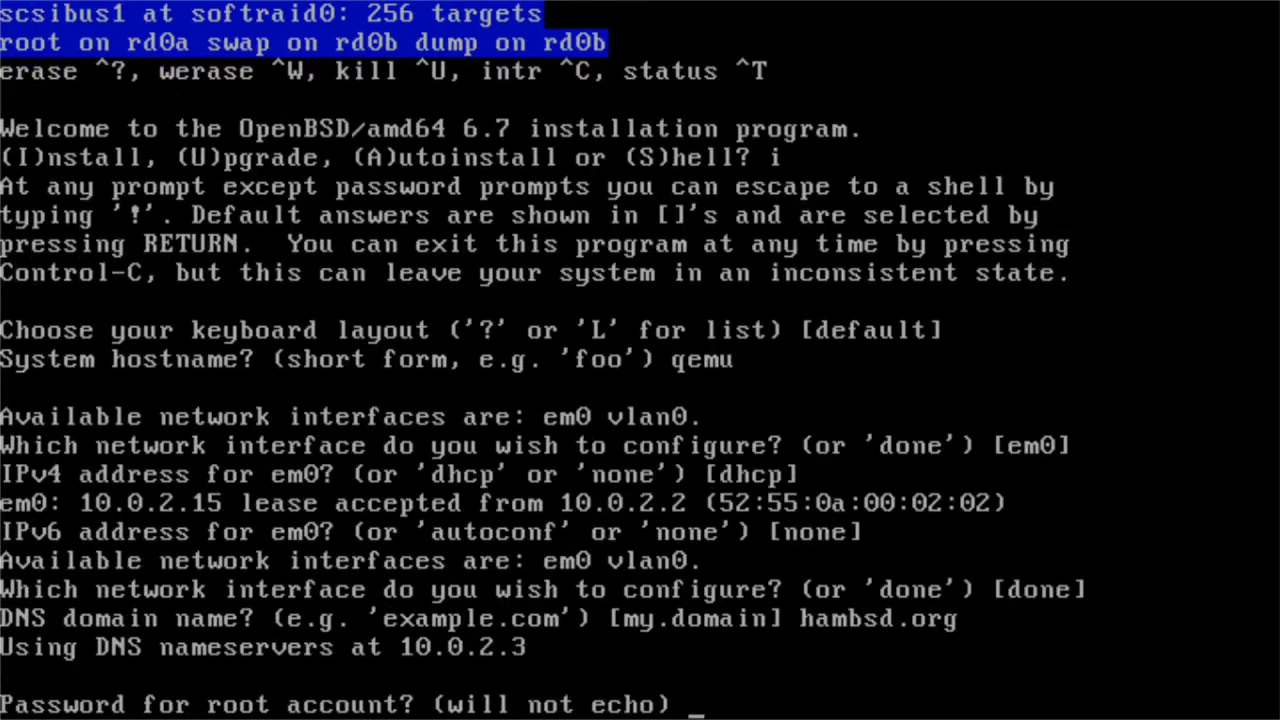 scsibus1 at softraid0: 256 targets
root on rd0a swap on rd0b dump on rd0b
erase ^?, werase ^W, kill ^U, intr ^C, status ^T
Welcome to the OpenBSD/amd64 6.7 installation program.
(I)nstall, (U)pgrade, (A)utoinstall or (S)hell? i
At any prompt except password prompts you can escape to a shell by
typing '!'. Default answers are shown in []'s and are selected by
pressing RETURN.  You can exit this program at any time by pressing
Control-C, but this can leave your system in an inconsistent state.
Choose your keyboard layout ('?' or 'L' for list) [default]
System hostname? (short form, e.g. 'foo') qemu
Available network interfaces are: em0 vlan0.
Which network interface do you wish to configure? (or 'done') [em0]
IPv4 address for em0? (or 'dhcp' or 'none') [dhcp]
em0: 10.0.2.15 lease accepted from 10.0.2.2 (52:55:0a:00:02:02)
IPv6 address for em0? (or 'autoconf' or 'none') [none]
Available network interfaces are: em0 vlan0.
Which network interface do you wish to configure? (or 'done') [done]
DNS domain name? (e.g. 'example.com') [my.domain] hambsd.org
Using DNS nameservers at 10.0.2.3
Password for root account? (will not echo) _